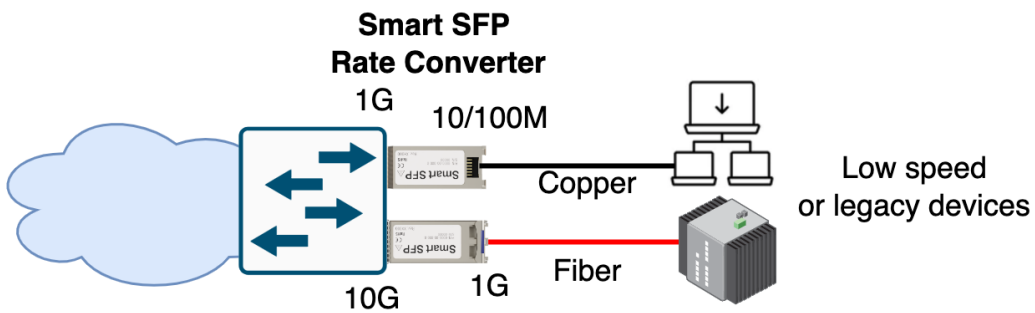 Smart SFP
Rate Converter
1G
10/100M
Smart SFP
Copper
Low speed
or legacy devices
Smart SFP
10G
1G
Fiber